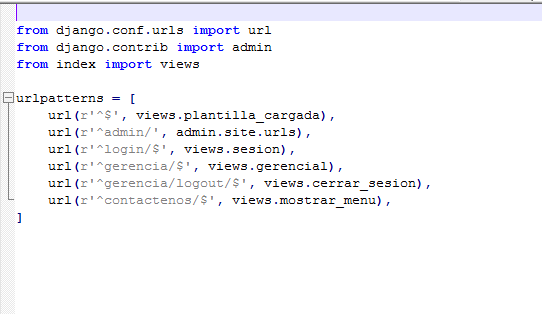 from django.conf.urls import url
from django.contrib import admin
from index import views
urlpatterns = [
url(r'^$', views.plantilla_cargada),
url(r'^admin/', admin.site.urls),
url(r'^login/$', views.sesion),
url(r'^gerencia/$', views.gerencial),
url(r'^gerencia/logout/$', views.cerrar_sesion),
url(r'^contactenos/$', views.mostrar_menu),
]